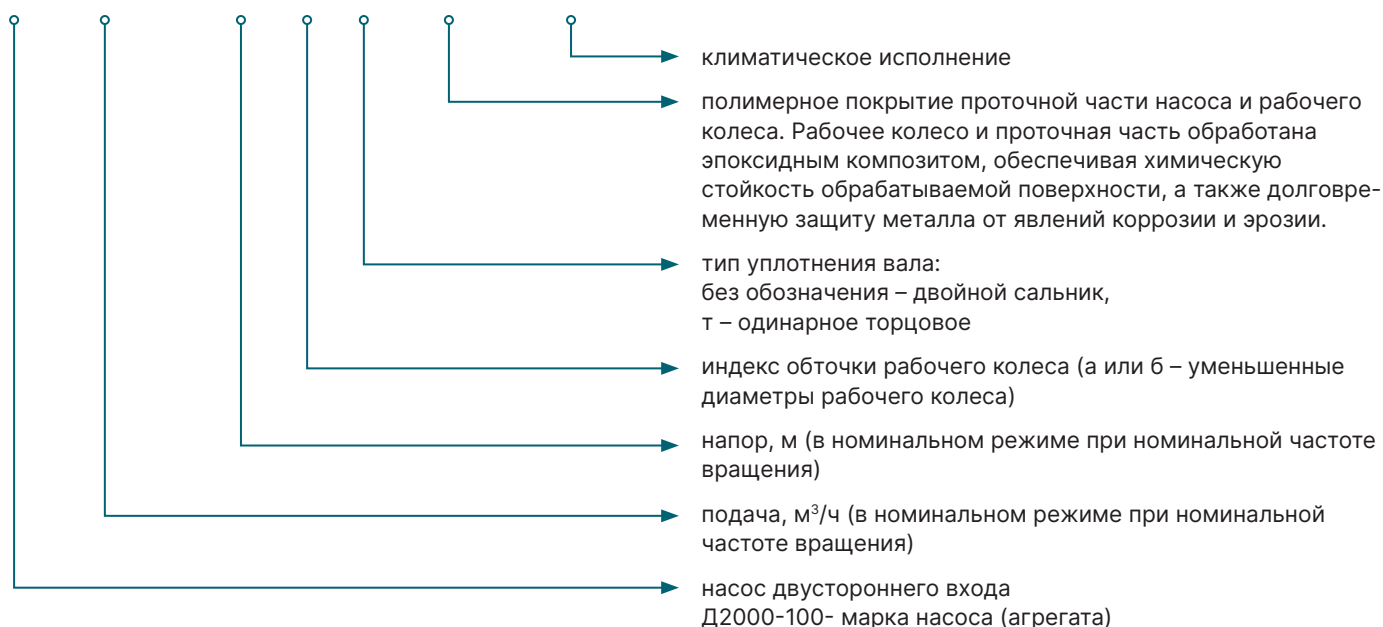 климатическое исполнение
полимерное покрытие проточной части насоса и рабочего
колеса. Рабочее колесо и проточная часть обработана
эпоксидным композитом, обеспечивая химическую
стойкость обрабатываемой поверхности, а также долговре-
менную защиту металла от явлений коррозии и эрозии.
тип уплотнения вала:
без обозначения – двойной сальник,
т – одинарное торцовое
индекс обточки рабочего колеса (а или б – уменьшенные
диаметры рабочего колеса)
напор, м (в номинальном режиме при номинальной частоте
вращения)
подача, м³/ч (в номинальном режиме при номинальной
частоте вращения)
насос двустороннего входа
Д2000-100- марка насоса (агрегата)